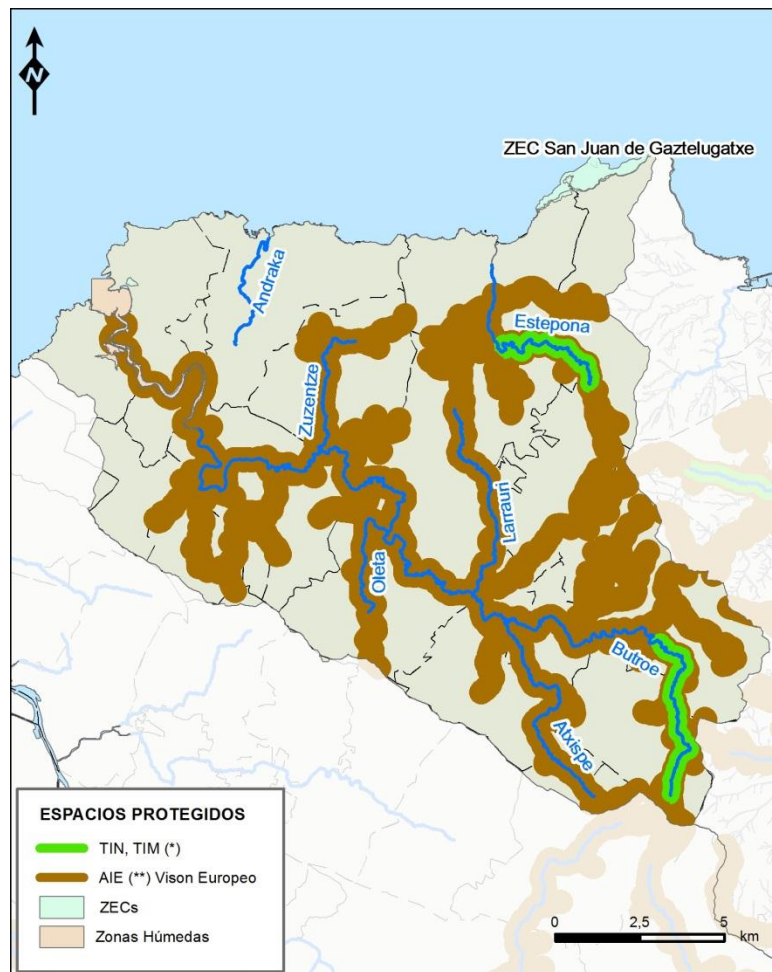 N
ZEC San Juan de Gaztelugatxe
Andraka
Estepona
Zuzentze
Larrauri
Oleta
Butroe
Atxispe
ESPACIOS PROTEGIDOS
TIN, TIM (*)
AIE (**) Vison Europeo
ZECs
Zonas Húmedas
0 2,5 5
km